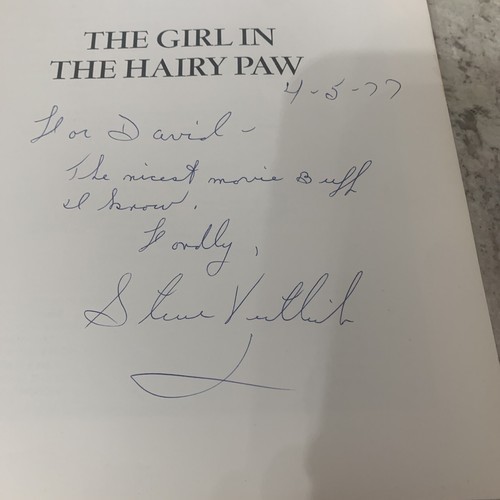 THE GIRL IN
THE HAIRY PAW
4-5-77
For David -
The nicest movie Buff
I know.
Fondly,
Steve Vertlieb